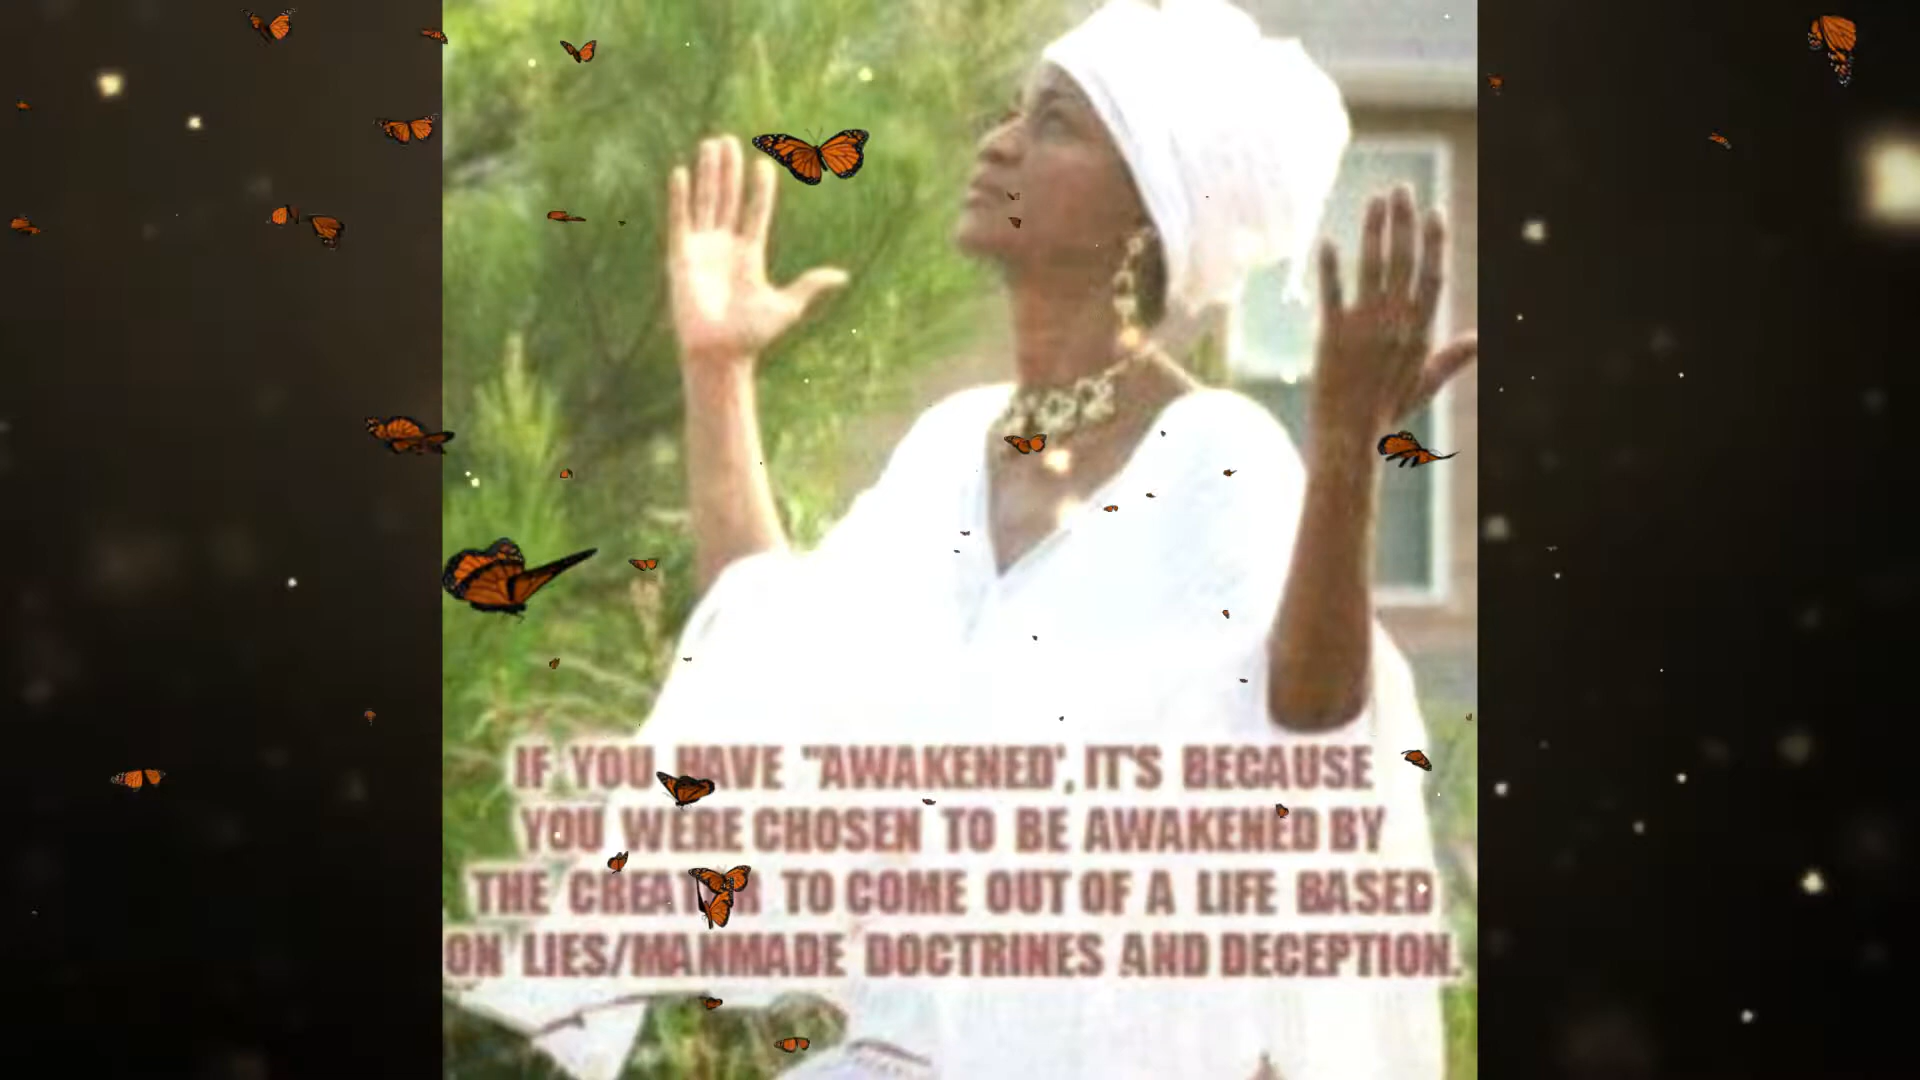 IF YOU HAVE "AWAKENED', IT'S BECAUSE
YOU WERE CHOSEN TO BE AWAKENED BY
THE CREATOR TO COME OUT OF A LIFE BASED
ON LIES/MANMADE DOCTRINES AND DECEPTION.